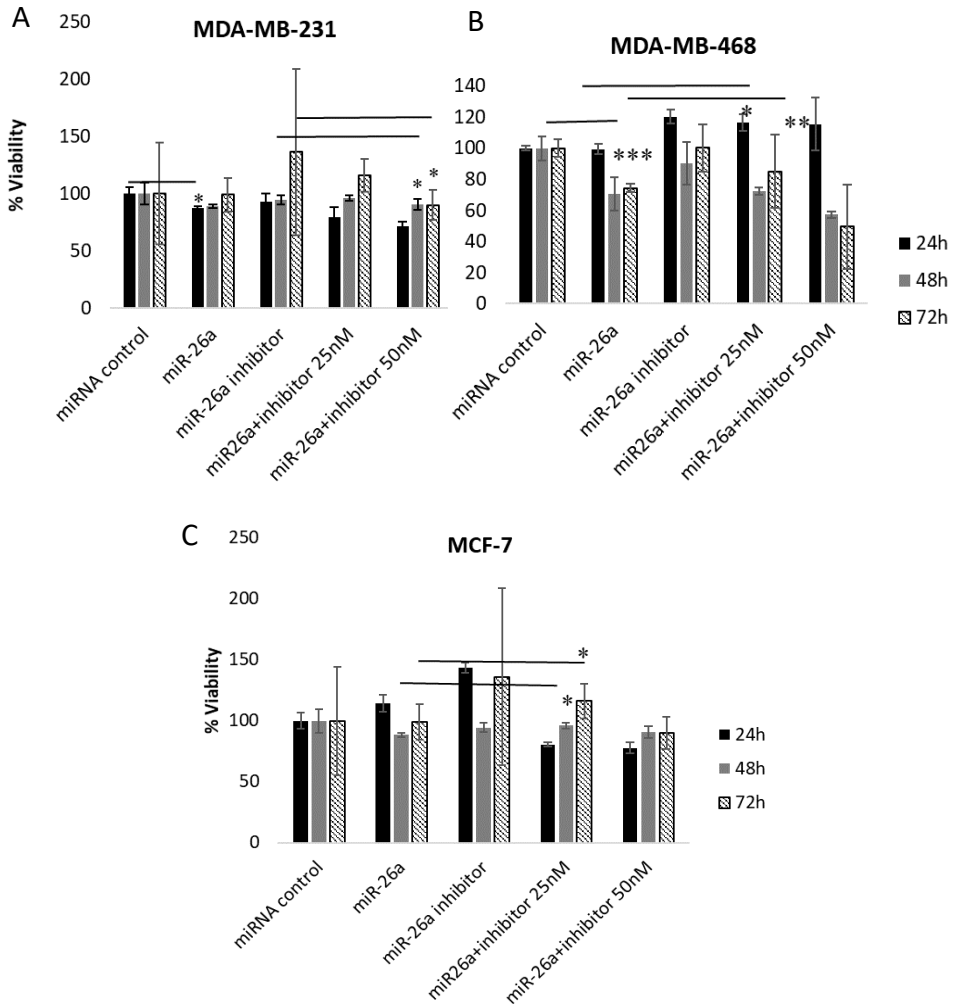 A
MDA-MB-231
% Viability
250
200
150
100
50
0
*
*
*
miRNA control
miR-26a
miR-26a inhibitor
miR26a+inhibitor 25nM
miR-26a+inhibitor 50nM
B
MDA-MB-468
140
120
100
80
60
40
20
0
***
*
**
miRNA control
miR-26a
miR-26a inhibitor
miR26a+inhibitor 25nM
miR-26a+inhibitor 50nM
24h
48h
72h
C
MCF-7
% Viability
250
200
150
100
50
0
*
*
miRNA control
miR-26a
miR-26a inhibitor
miR26a+inhibitor 25nM
miR-26a+inhibitor 50nM
24h
48h
72h